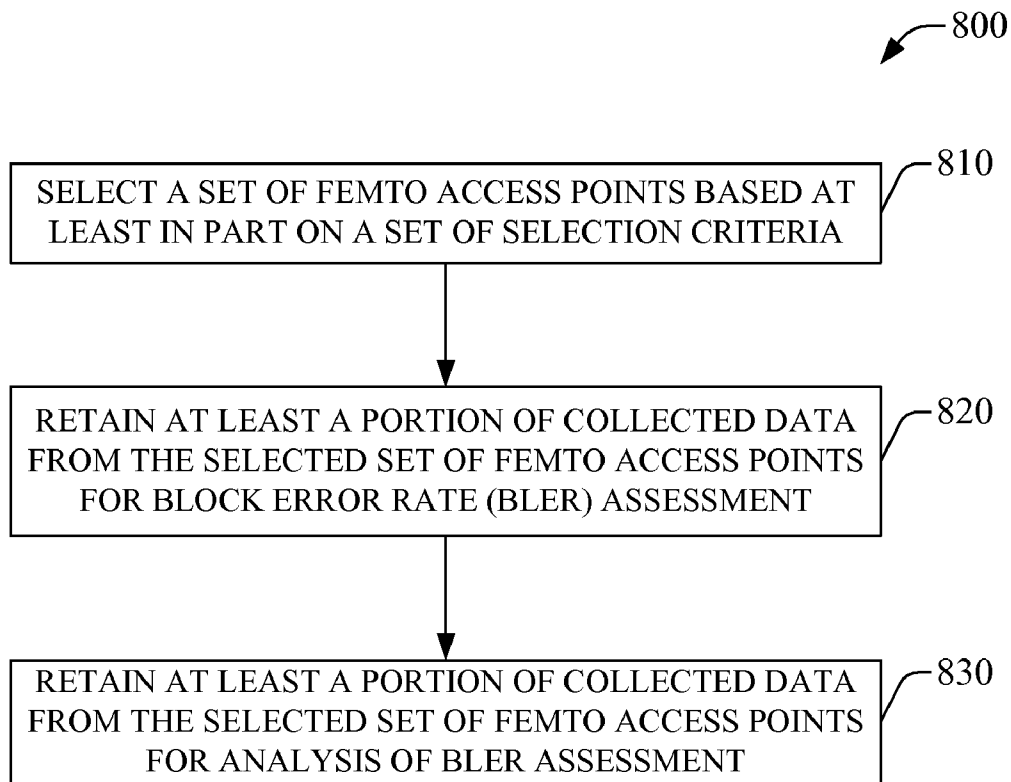 800
810
SELECT A SET OF FEMTO ACCESS POINTS BASED AT
LEAST IN PART ON A SET OF SELECTION CRITERIA
820
RETAIN AT LEAST A PORTION OF COLLECTED DATA
FROM THE SELECTED SET OF FEMTO ACCESS POINTS
FOR BLOCK ERROR RATE (BLER) ASSESSMENT
830
RETAIN AT LEAST A PORTION OF COLLECTED DATA
FROM THE SELECTED SET OF FEMTO ACCESS POINTS
FOR ANALYSIS OF BLER ASSESSMENT